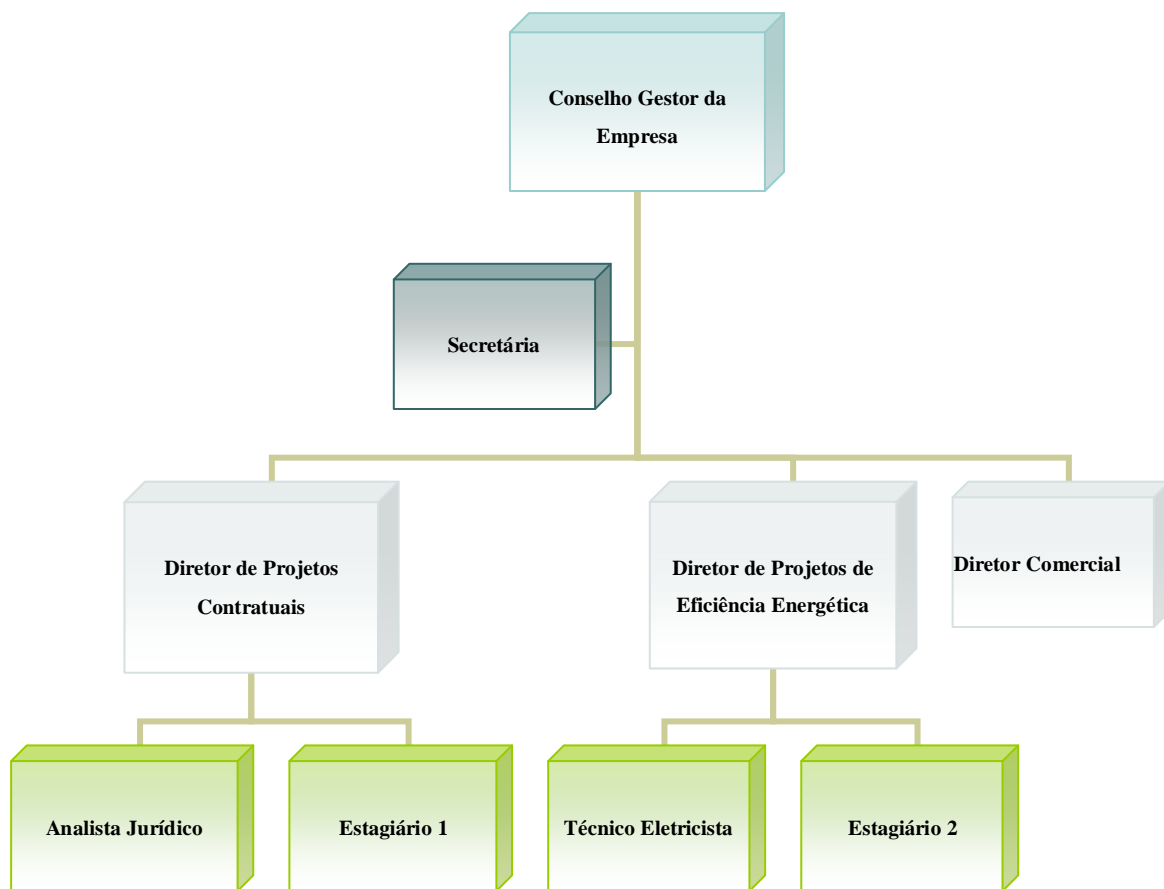 Conselho Gestor da
Empresa
Secretária
Diretor de Projetos
Contratuais
Diretor de Projetos de
Eficiência Energética
Diretor Comercial
Analista Jurídico
Estagiário 1
Técnico Eletricista
Estagiário 2